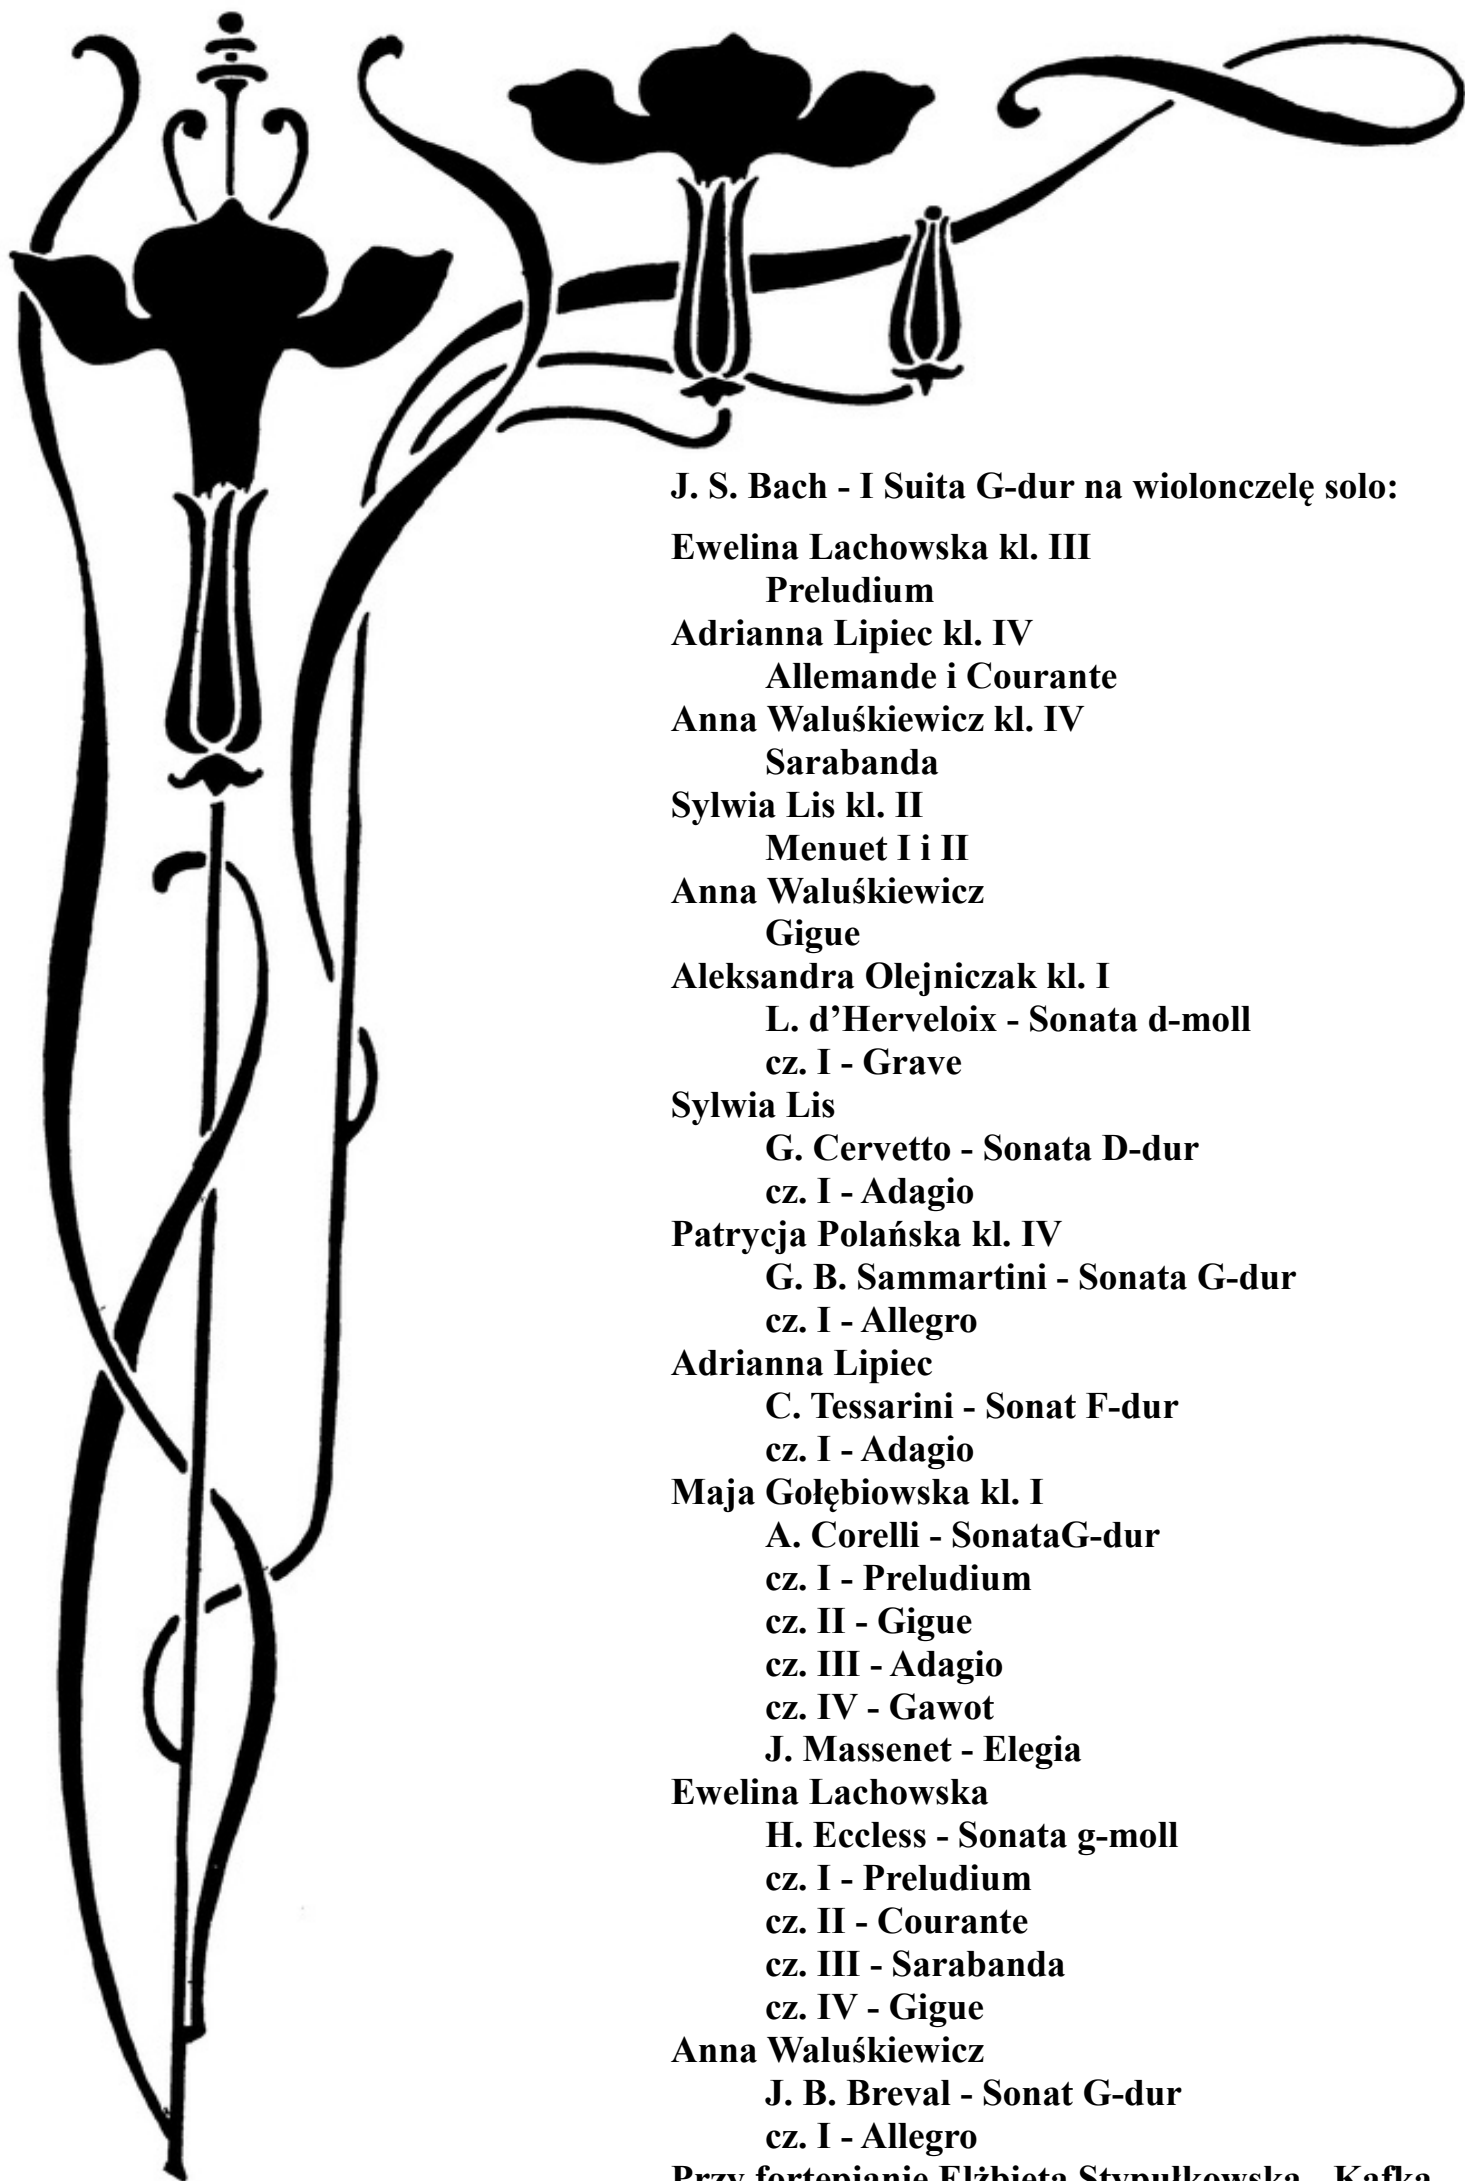 J. S. Bach - I Suita G-dur na wiolonczelę solo:
Ewelina Lachowska kl. III
Preludium
Adrianna Lipiec kl. IV
Allemande i Courante
Anna Waluśkiewicz kl. IV
Sarabanda
Sylwia Lis kl. II
Menuet I i II
Anna Waluśkiewicz
Gigue
Aleksandra Olejniczak kl. I
L. d’Herveloix - Sonata d-moll
cz. I - Grave
Sylwia Lis
G. Cervetto - Sonata D-dur
cz. I - Adagio
Patrycja Polańska kl. IV
G. B. Sammartini - Sonata G-dur
cz. I - Allegro
Adrianna Lipiec
C. Tessarini - Sonat F-dur
cz. I - Adagio
Maja Gołębiowska kl. I
A. Corelli - SonataG-dur
cz. I - Preludium
cz. II - Gigue
cz. III - Adagio
cz. IV - Gawot
J. Massenet - Elegia
Ewelina Lachowska
H. Eccless - Sonata g-moll
cz. I - Preludium
cz. II - Courante
cz. III - Sarabanda
cz. IV - Gigue
Anna Waluśkiewicz
J. B. Breval - Sonat G-dur
cz. I - Allegro
Przy fortepianie Elżbieta Stypułkowska - Kafka